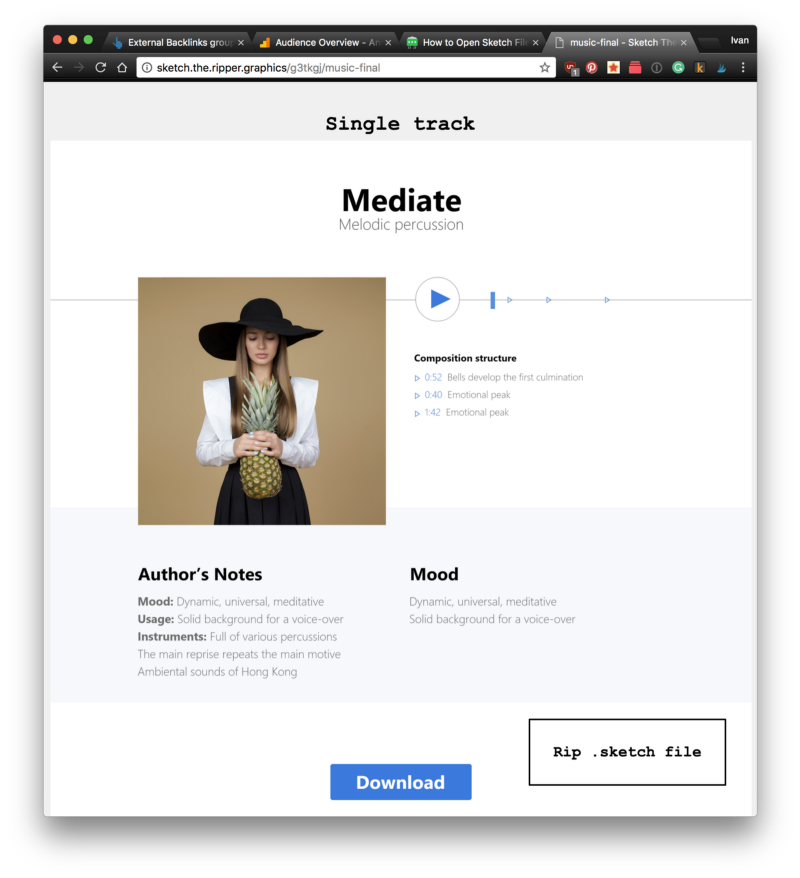 External Backlinks grou
Audience Overview - An
How to Open Sketch File
music-final - Sketch The
Ivan
sketch.the.ripper.graphics/g3tkgj/music-final
1
k
Single track
Mediate
Melodic percussion
Composition structure
0:52 Bells develop the first culmination
0:40 Emotional peak
1:42 Emotional peak
Author's Notes
Mood: Dynamic, universal, meditative
Usage: Solid background for a voice-over
Instruments: Full of various percussions
The main reprise repeats the main motive
Ambiental sounds of Hong Kong
Mood
Dynamic, universal, meditative
Solid background for a voice-over
Rip .sketch file
Download